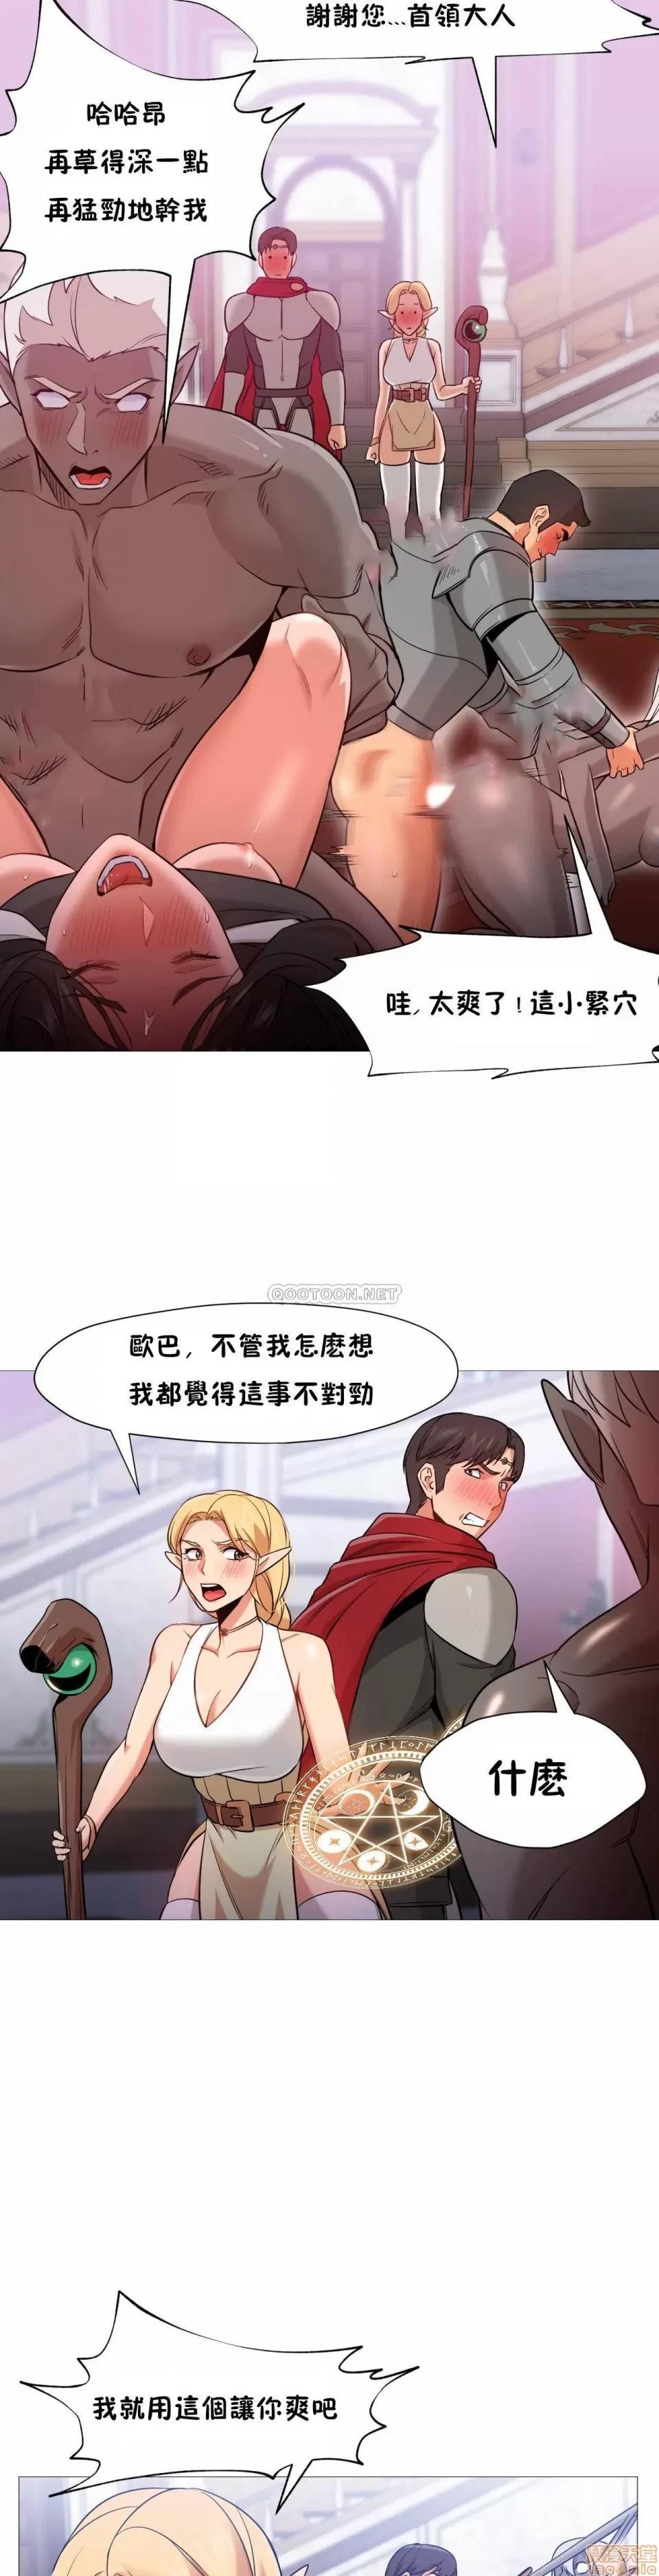 謝謝您...首領大人
哈哈昂
再草得深一點
再猛勁地幹我
哇,太爽了!這小緊穴
QOOTOON.NET
歐巴,不管我怎麽想
我都覺得這事不對勁
什麽
我就用這個讓你爽吧